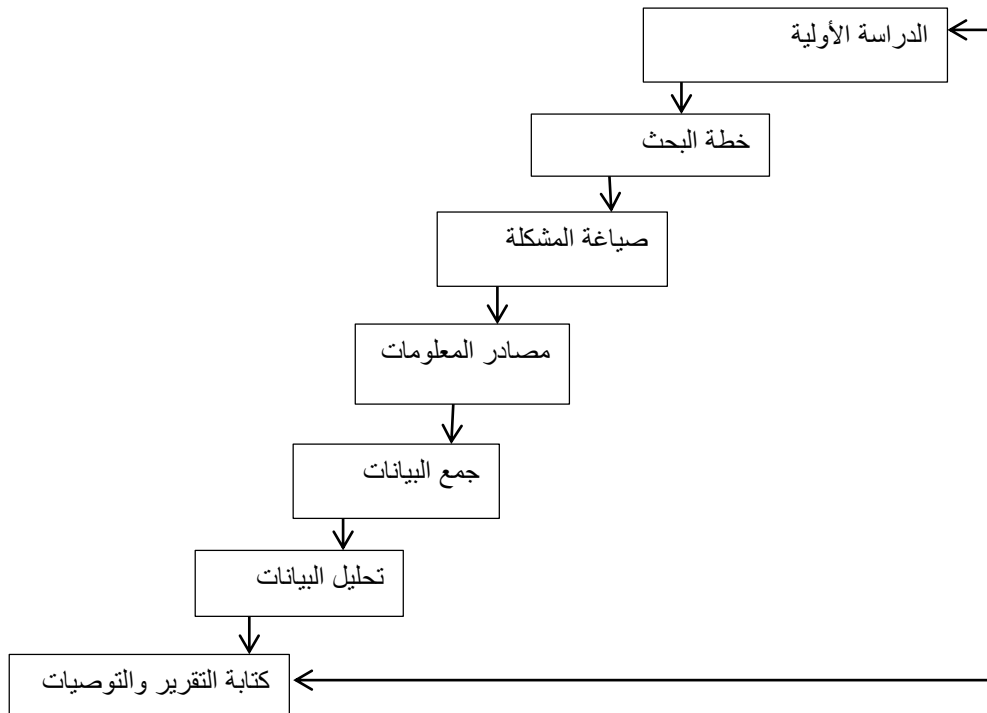 الدراسة الأولية
خطة البحث
صياغة المشكلة
مصادر المعلومات
جمع البيانات
تحليل البيانات
كتابة التقرير والتوصيات